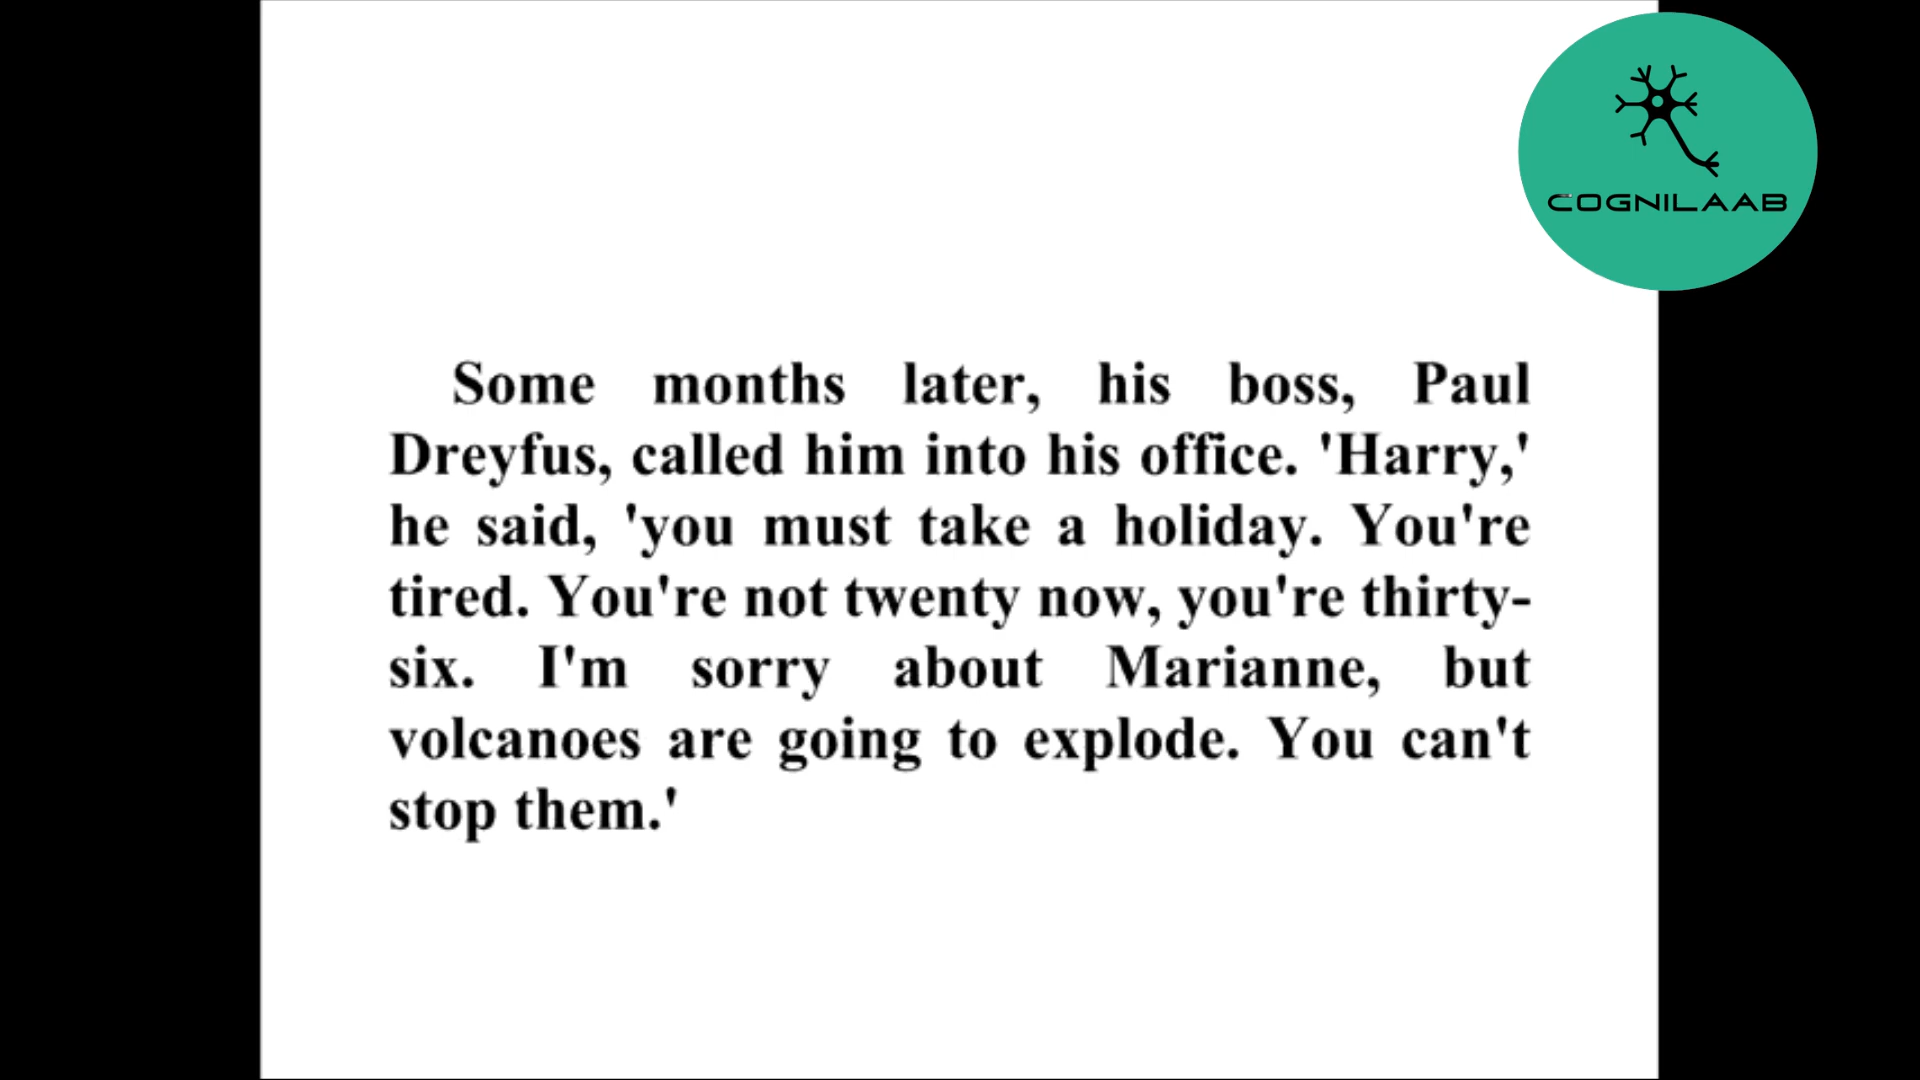 COGNILAAB
Some months later, his boss, Paul
Dreyfus, called him into his office. 'Harry,'
he said, 'you must take a holiday. You're
tired. You're not twenty now, you're thirty-
six. I'm sorry about Marianne, but
volcanoes are going to explode. You can't
stop them.'